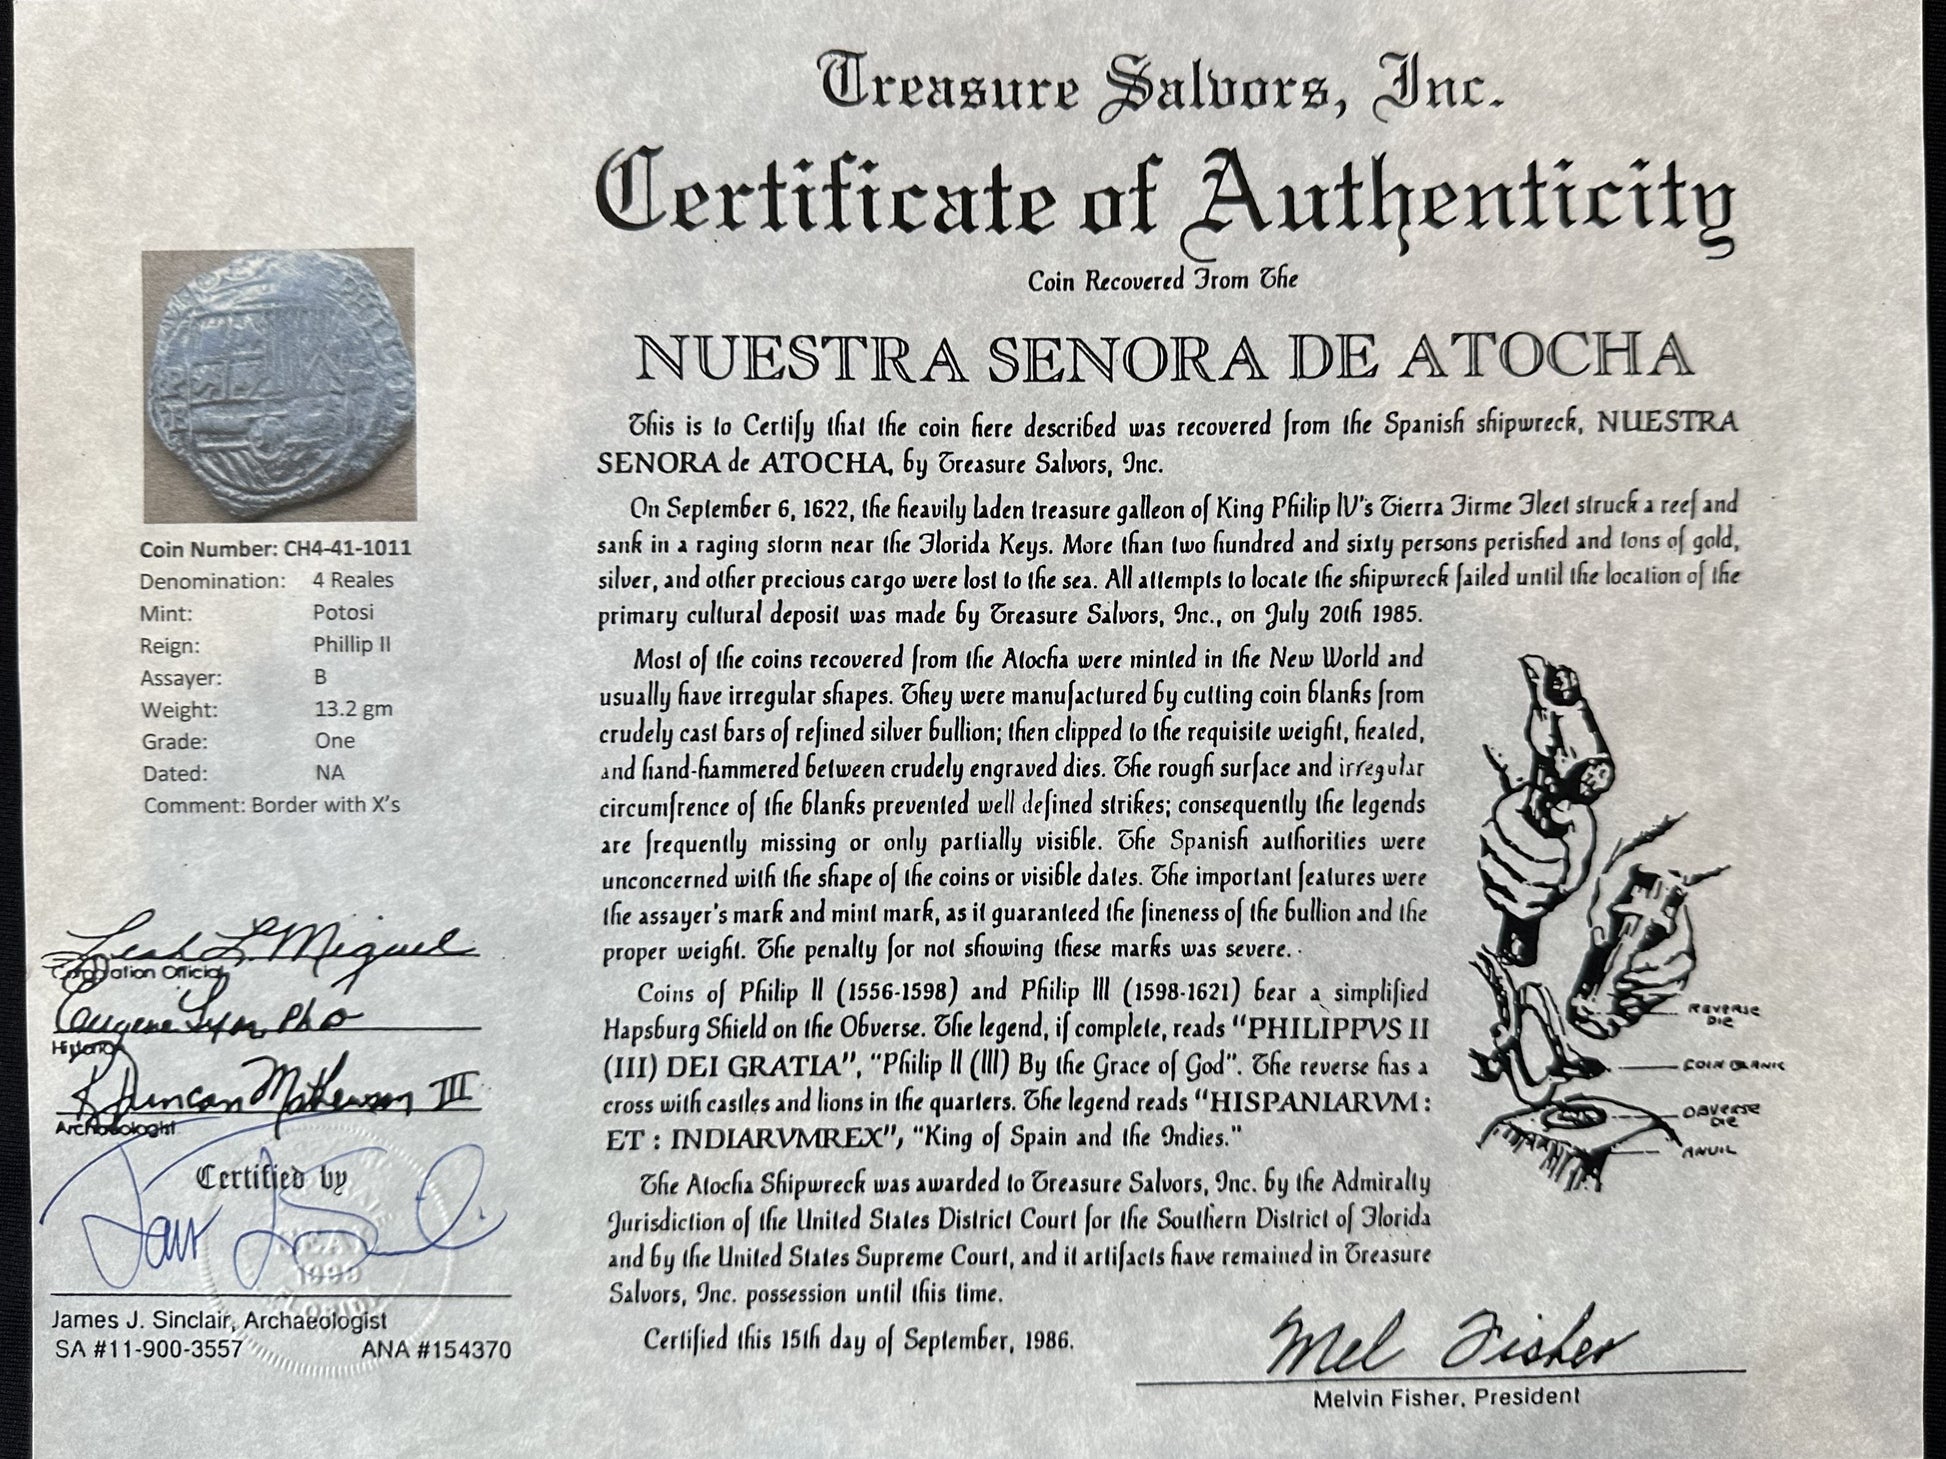 Treasure Salvors, Inc.
Certificate of Authenticity
Coin Recovered From The
NUESTRA SENORA DE ATOCHA
This is to Certify that the coin here described was recovered from the Spanish shipwreck, NUESTRA
SENORA de ATOCHA, by Treasure Salvors, Inc.
On September 6, 1622, the heavily laden treasure galleon of King Philip IV's Tierra Firme Fleet struck a reef and
sank in a raging storm near the Florida Keys. More than two hundred and sixty persons perished and tons of gold,
silver, and other precious cargo were lost to the sea. All attempts to locate the shipwreck failed until the location of the
primary cultural deposit was made by Treasure Salvors, Inc., on July 20th 1985.
Most of the coins recovered from the Atocha were minted in the New World and
usually have irregular shapes. They were manufactured by cutting coin blanks from
crudely cast bars of refined silver bullion; then clipped to the requisite weight, heated,
and hand-hammered between crudely engraved dies. The rough surface and irregular
circumfrence of the blanks prevented well defined strikes; consequently the legends
are frequently missing or only partially visible. The Spanish authorities were
unconcerned with the shape of the coins or visible dates. The important features were
the assayer's mark and mint mark, as it guaranteed the fineness of the bullion and the
proper weight. The penalty for not showing these marks was severe.
Coins of Philip II (1556-1598) and Philip III (1598-1621) bear a simplified
Hapsburg Shield on the Obverse. The legend, if complete, reads "PHILIPPVS II
(III) DEI GRATIA", "Philip II (III) By the Grace of God". The reverse has a
cross with castles and lions in the quarters. The legend reads "HISPANIARVM :
ET : INDIARVMREX", "King of Spain and the Indies."
The Atocha Shipwreck was awarded to Treasure Salvors, Inc. by the Admiralty
Jurisdiction of the United States District Court for the Southern District of Florida
and by the United States Supreme Court, and it artifacts have remained in Treasure
Salvors, Inc. possession until this time.
Certified this 15th day of September, 1986.
Mel Fisher
Melvin Fisher, President
REVERSE
DIE
COIN BLANK
OBVERSE
DIE
ANVIL
Coin Number: CH4-41-1011
Denomination: 4 Reales
Mint: Potosi
Reign: Phillip II
Assayer: B
Weight: 13.2 gm
Grade: One
Dated: NA
Comment: Border with X's
Leah L Miguel
Corporation Official
Eugene Lyon, PhD
Historian
R Duncan Mathewson III
Archaeologist
Certified by
James J. Sinclair, Archaeologist
SA #11-900-3557 ANA #154370